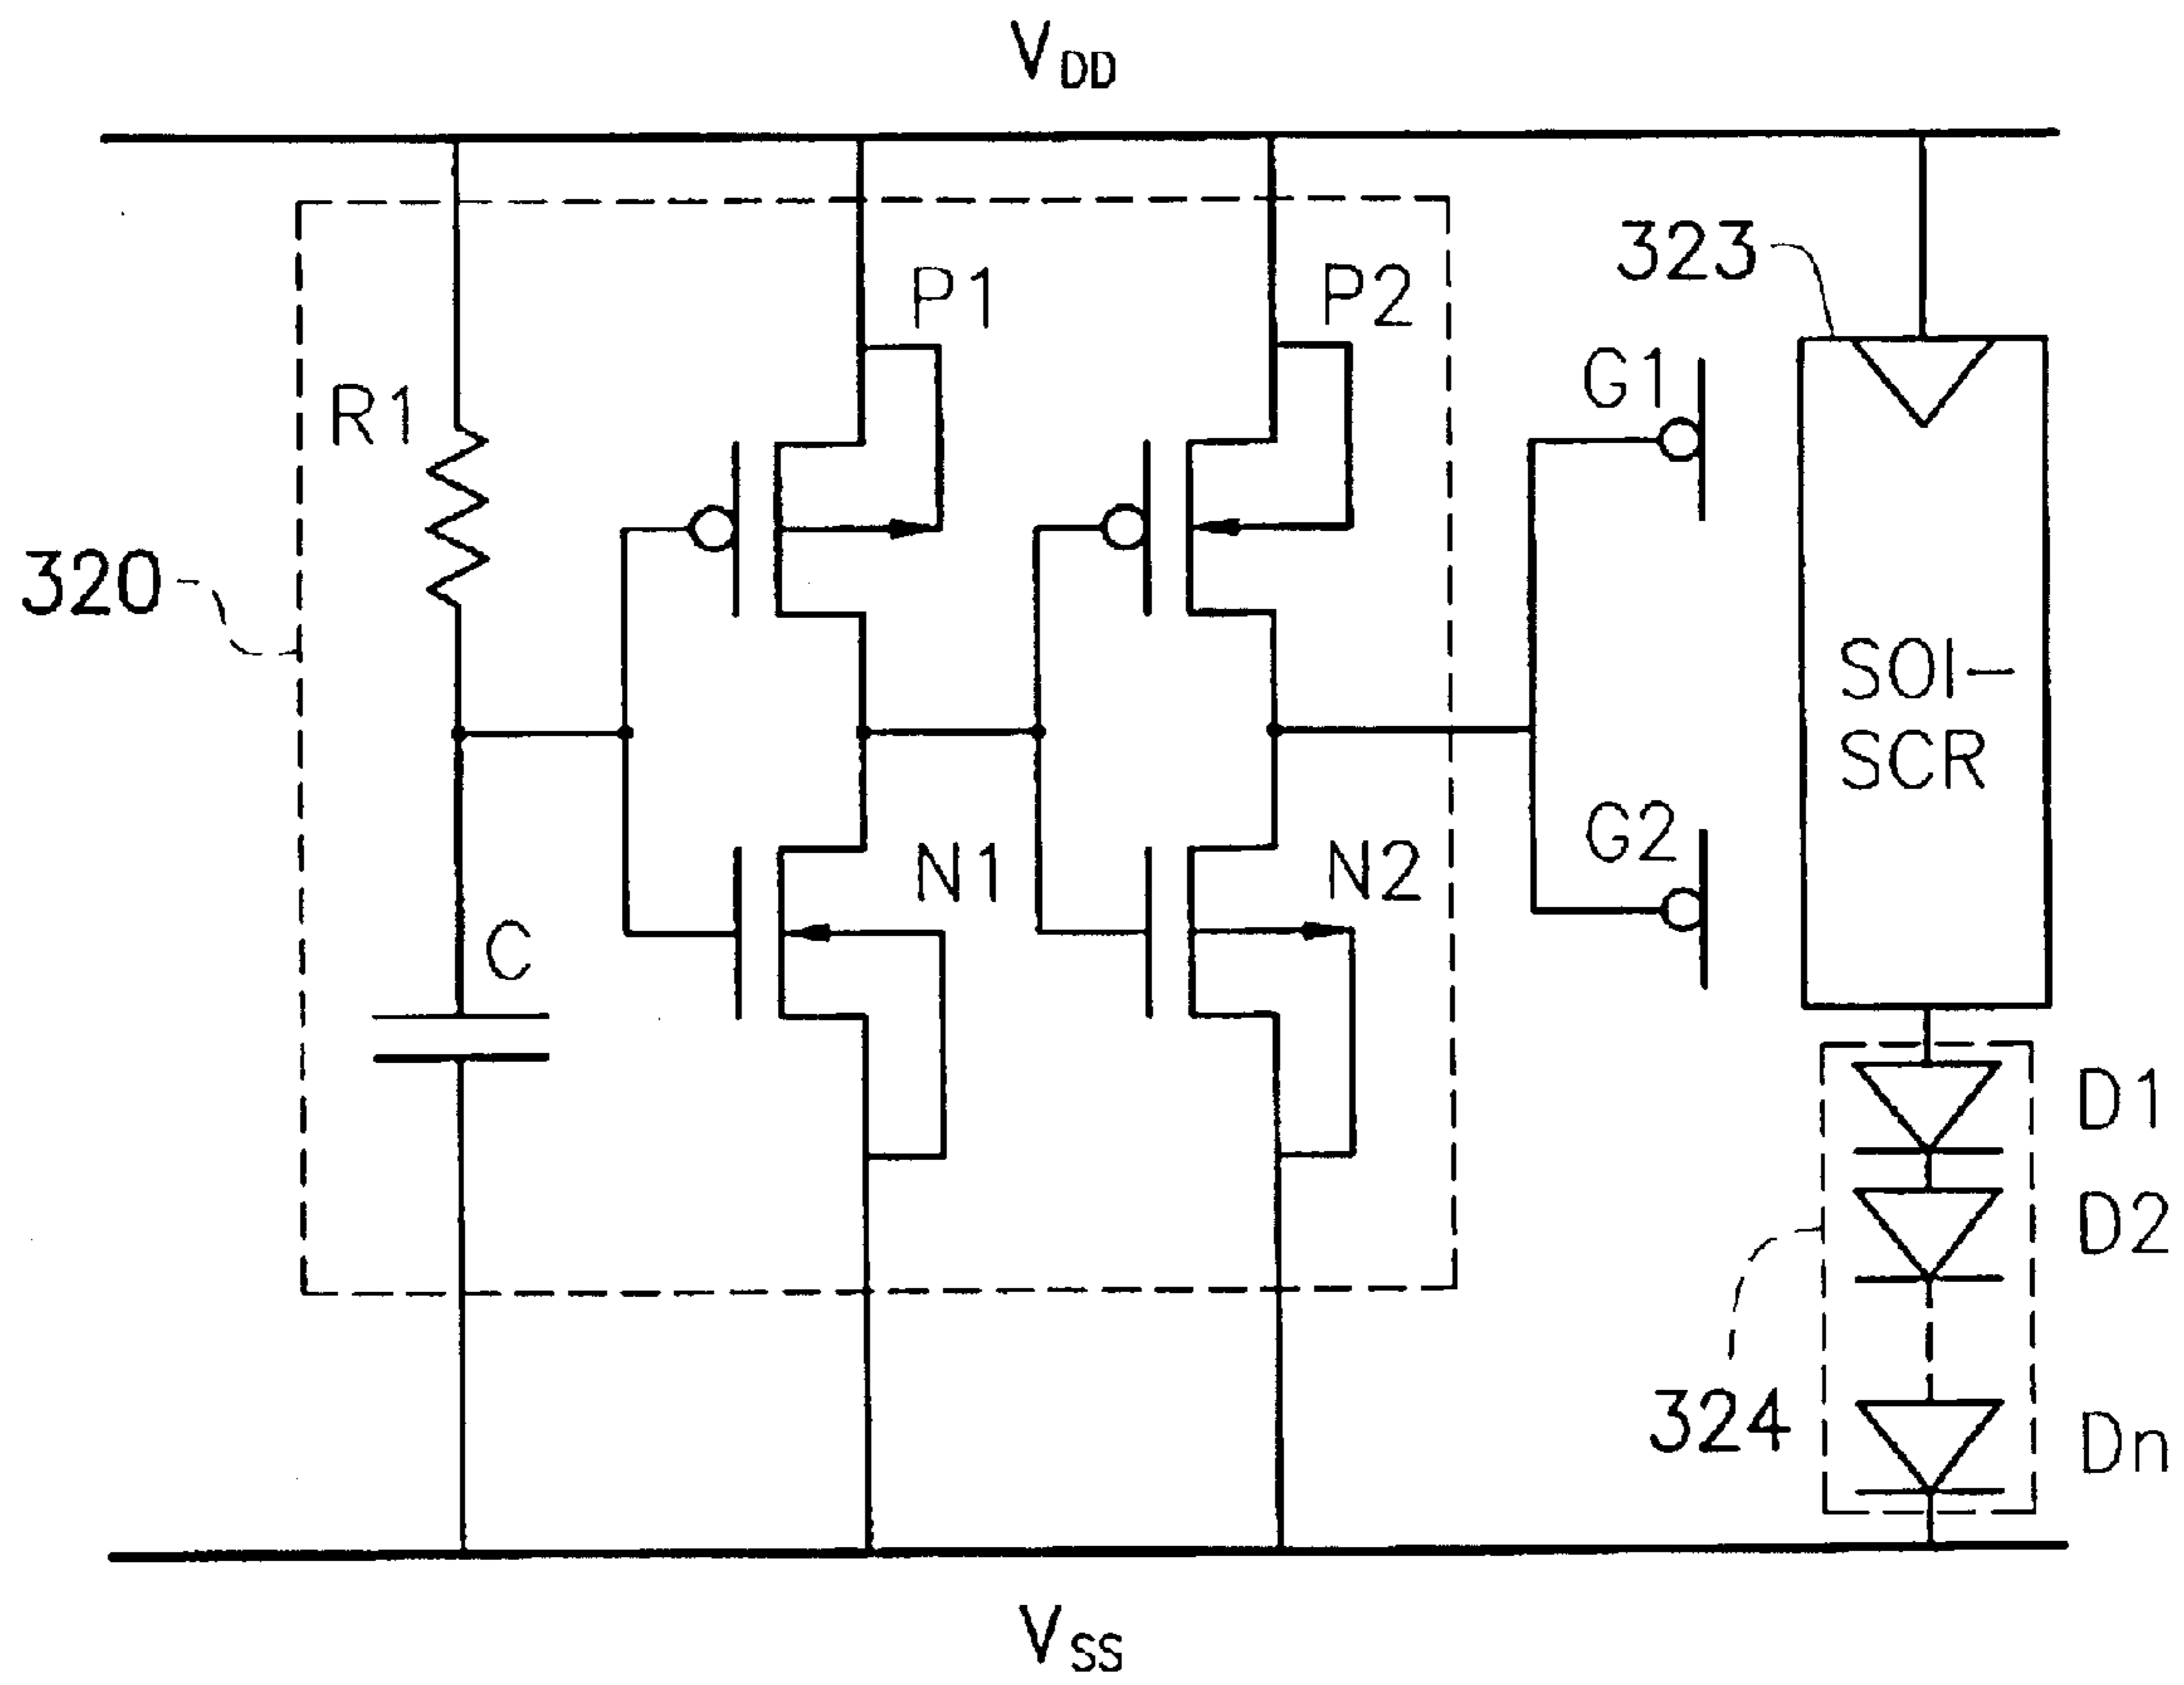 VDD
P1
P2
323
G1
R1
320
SOI-
SCR
G2
N1
N2
C
D1
D2
324
Dn
VSS